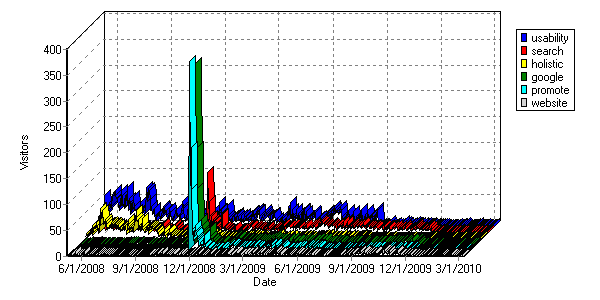 400
350
300
250
200
150
100
50
0
Visitors
6/1/2008 9/1/2008 12/1/2008 3/1/2009 6/1/2009 9/1/2009 12/1/2009 3/1/2010
Date
usability
search
holistic
google
promote
website